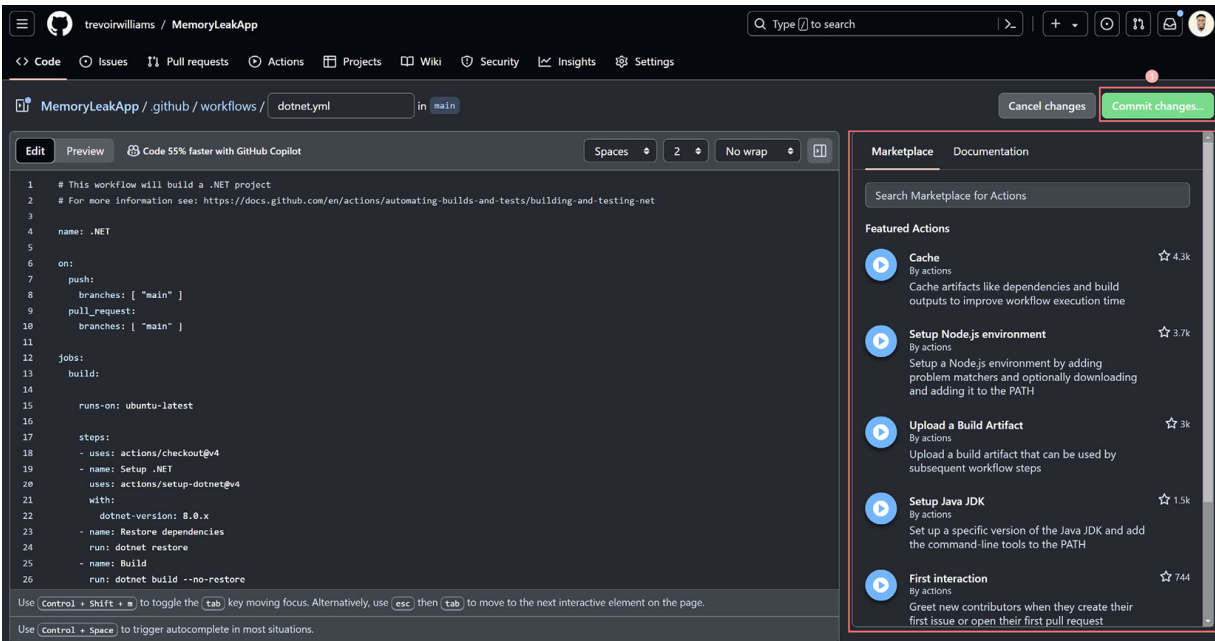 trevoirwilliams / MemoryLeakApp
Type / to search
<> Code Issues Pull requests Actions Projects Wiki Security Insights Settings
1
MemoryLeakApp / .github / workflows / dotnet.yml in main
Cancel changes Commit changes...
Edit Preview Code 55% faster with GitHub Copilot Spaces 2 No wrap
1 # This workflow will build a .NET project
2 # For more information see: https://docs.github.com/en/actions/automating-builds-and-tests/building-and-testing-net
3
4 name: .NET
5
6 on:
7 push:
8 branches: [ "main" ]
9 pull_request:
10 branches: [ "main" ]
11
12 jobs:
13 build:
14
15 runs-on: ubuntu-latest
16
17 steps:
18 - uses: actions/checkout@v4
19 - name: Setup .NET
20 uses: actions/setup-dotnet@v4
21 with:
22 dotnet-version: 8.0.x
23 - name: Restore dependencies
24 run: dotnet restore
25 - name: Build
26 run: dotnet build --no-restore
Use Control + Shift + m to toggle the tab key moving focus. Alternatively, use esc then tab to move to the next interactive element on the page.
Use Control + Space to trigger autocomplete in most situations.
Marketplace Documentation
Search Marketplace for Actions
Featured Actions
Cache 4.3k
By actions
Cache artifacts like dependencies and build
outputs to improve workflow execution time
Setup Node.js environment 3.7k
By actions
Setup a Node.js environment by adding
problem matchers and optionally downloading
and adding it to the PATH
Upload a Build Artifact 3k
By actions
Upload a build artifact that can be used by
subsequent workflow steps
Setup Java JDK 1.5k
By actions
Set up a specific version of the Java JDK and add
the command-line tools to the PATH
First interaction 744
By actions
Greet new contributors when they create their
first issue or open their first pull request